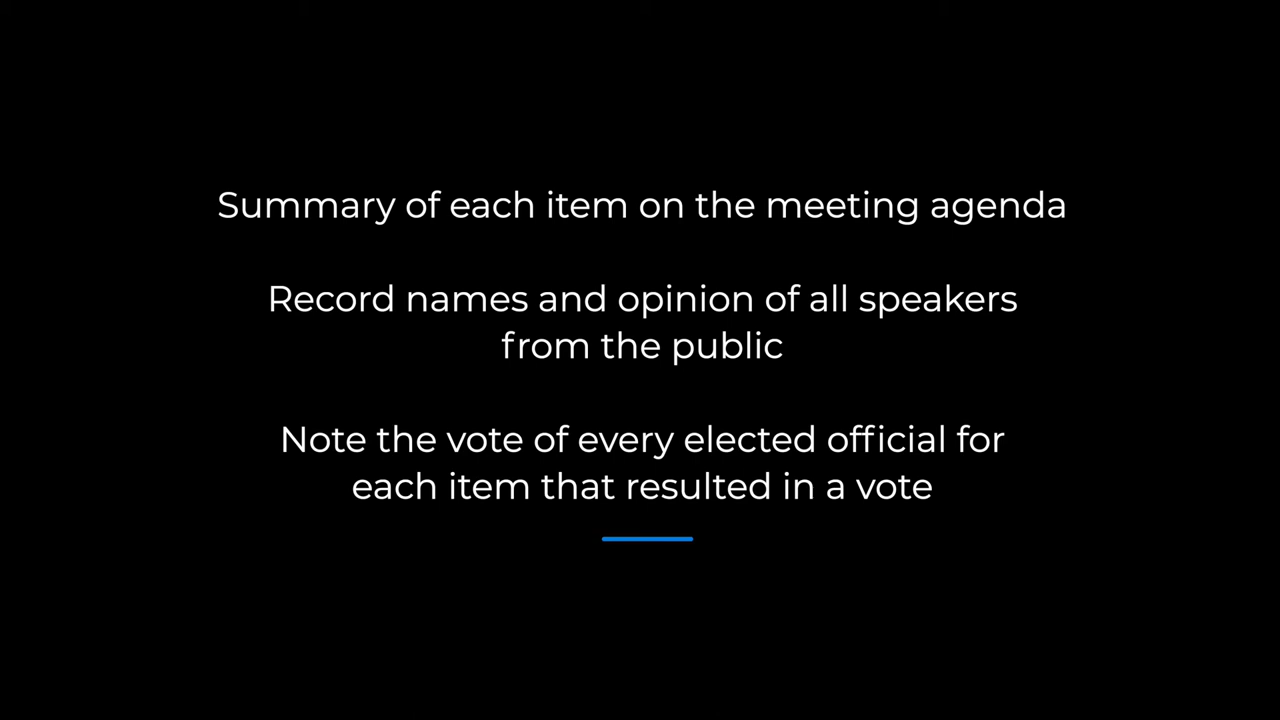 Summary of each item on the meeting agenda
Record names and opinion of all speakers
from the public
Note the vote of every elected official for
each item that resulted in a vote